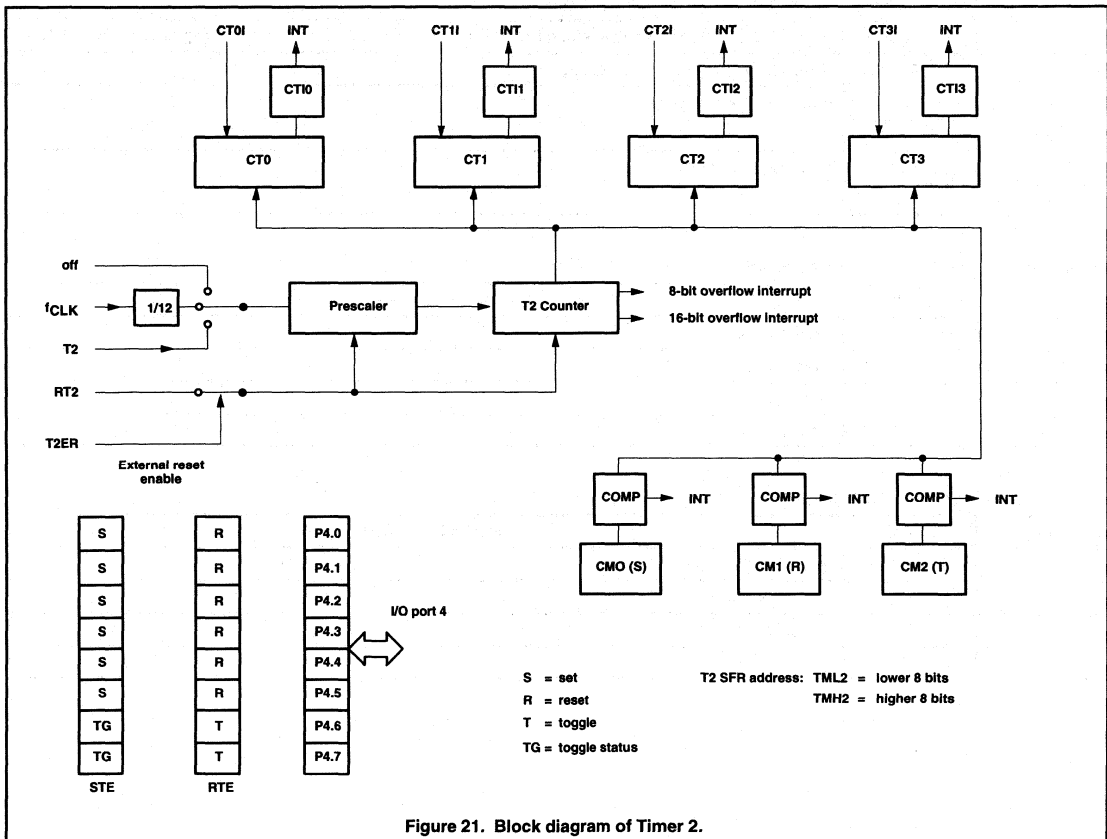 CT0I INT CT1I INT CT2I INT CT3I INT
CTI0 CTI1 CTI2 CTI3
CT0 CT1 CT2 CT3
off
fCLK 1/12 Prescaler T2 Counter 8-bit overflow interrupt
16-bit overflow interrupt
T2
RT2
T2ER
External reset
enable
COMP INT COMP INT COMP INT
CMO (S) CM1 (R) CM2 (T)
S R P4.0
S R P4.1
S R P4.2
I/O port 4
S R P4.3
S R P4.4
S R P4.5
TG T P4.6
TG T P4.7
STE RTE
S = set
R = reset
T = toggle
TG = toggle status
T2 SFR address: TML2 = lower 8 bits
TMH2 = higher 8 bits
Figure 21. Block diagram of Timer 2.